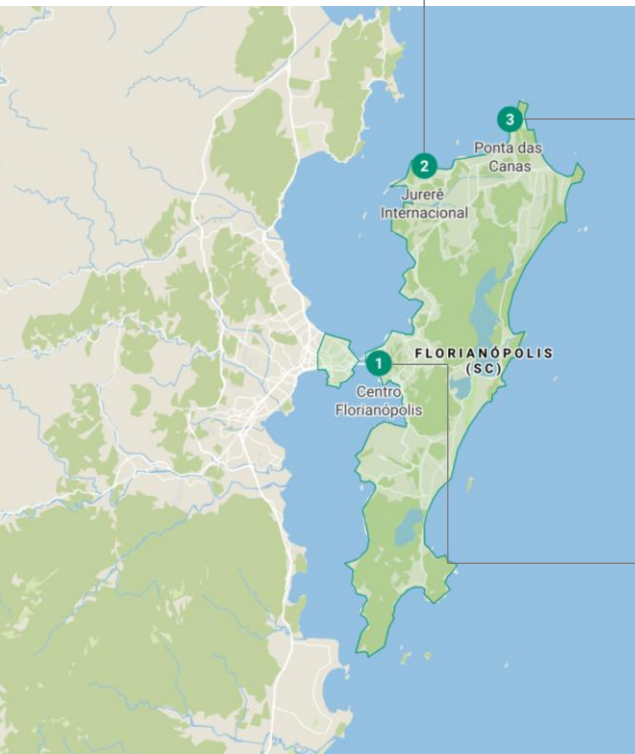 3
Ponta das
Canas
2
Jurerê
Internacional
FLORIANÓPOLIS
(SC)
1
Centro
Florianópolis